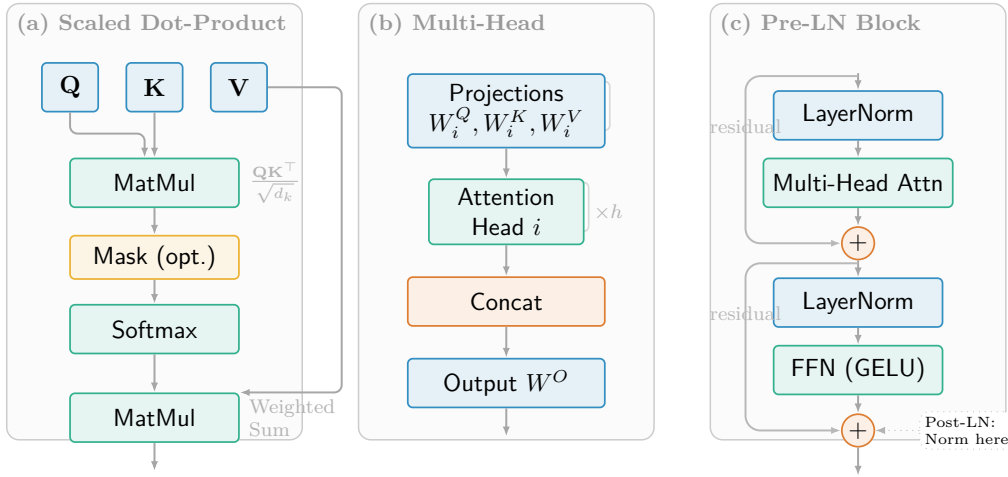 (a) Scaled Dot-Product
Q K V
MatMul
QK⊤
√dk
Mask (opt.)
Softmax
MatMul
Weighted
Sum
(b) Multi-Head
Projections
W_i^Q, W_i^K, W_i^V
Attention
Head i
×h
Concat
Output W^O
(c) Pre-LN Block
LayerNorm
residual
Multi-Head Attn
+
LayerNorm
residual
FFN (GELU)
+
Post-LN:
Norm here